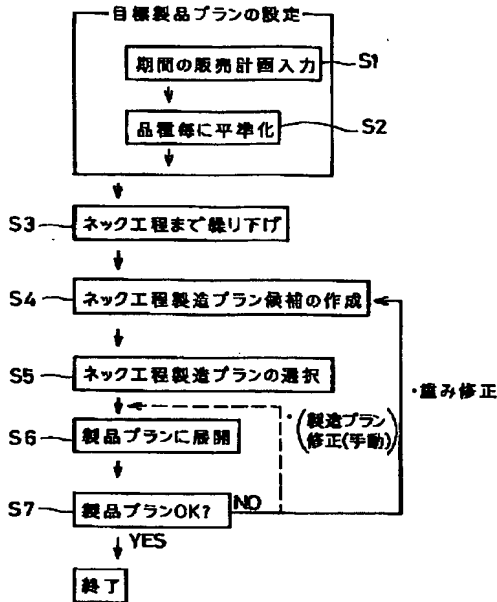 目標製品プランの設定
期間の販売計画入力
S1
品種毎に平準化
S2
S3
ネック工程まで繰り下げ
S4
ネック工程製造プラン候補の作成
S5
ネック工程製造プランの選択
・重み修正
・(製造プラン
修正(手動))
S6
製品プランに展開
S7
製品プランOK?
NO
YES
終了